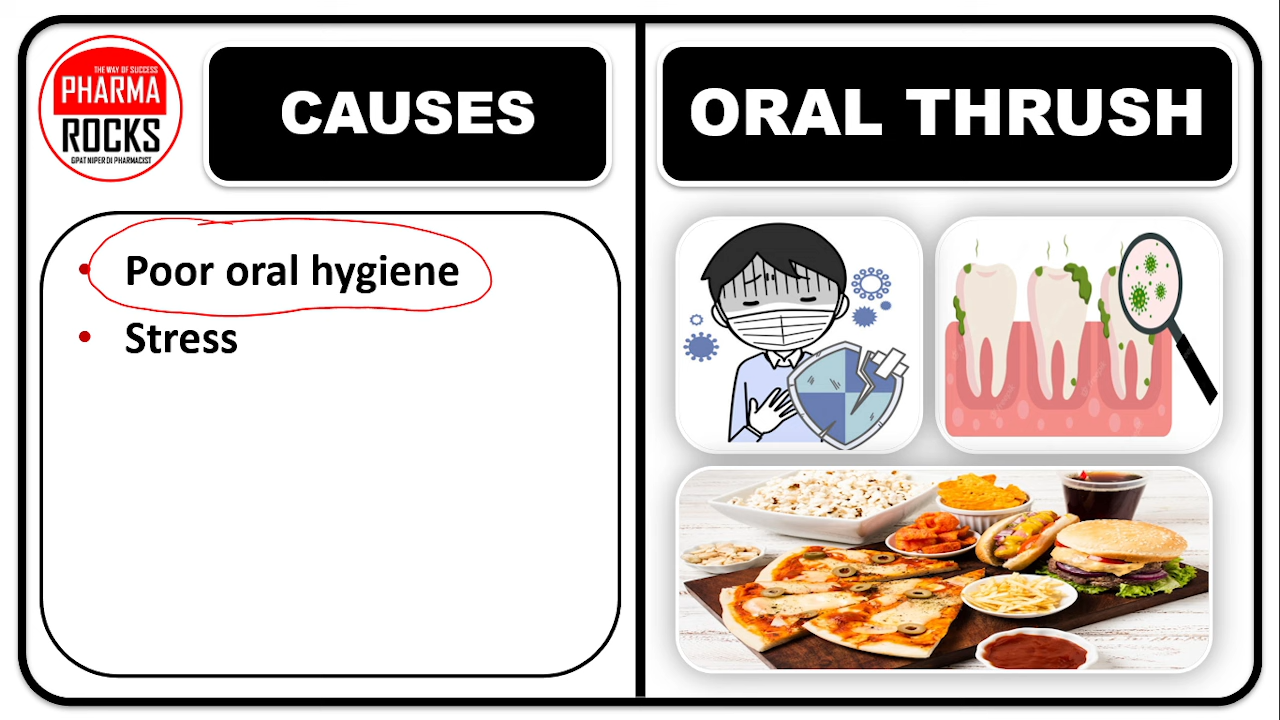 THE WAY OF SUCCESS
PHARMA
ROCKS
GPAT NIPER DI PHARMACIST
CAUSES
ORAL THRUSH
• Poor oral hygiene
• Stress